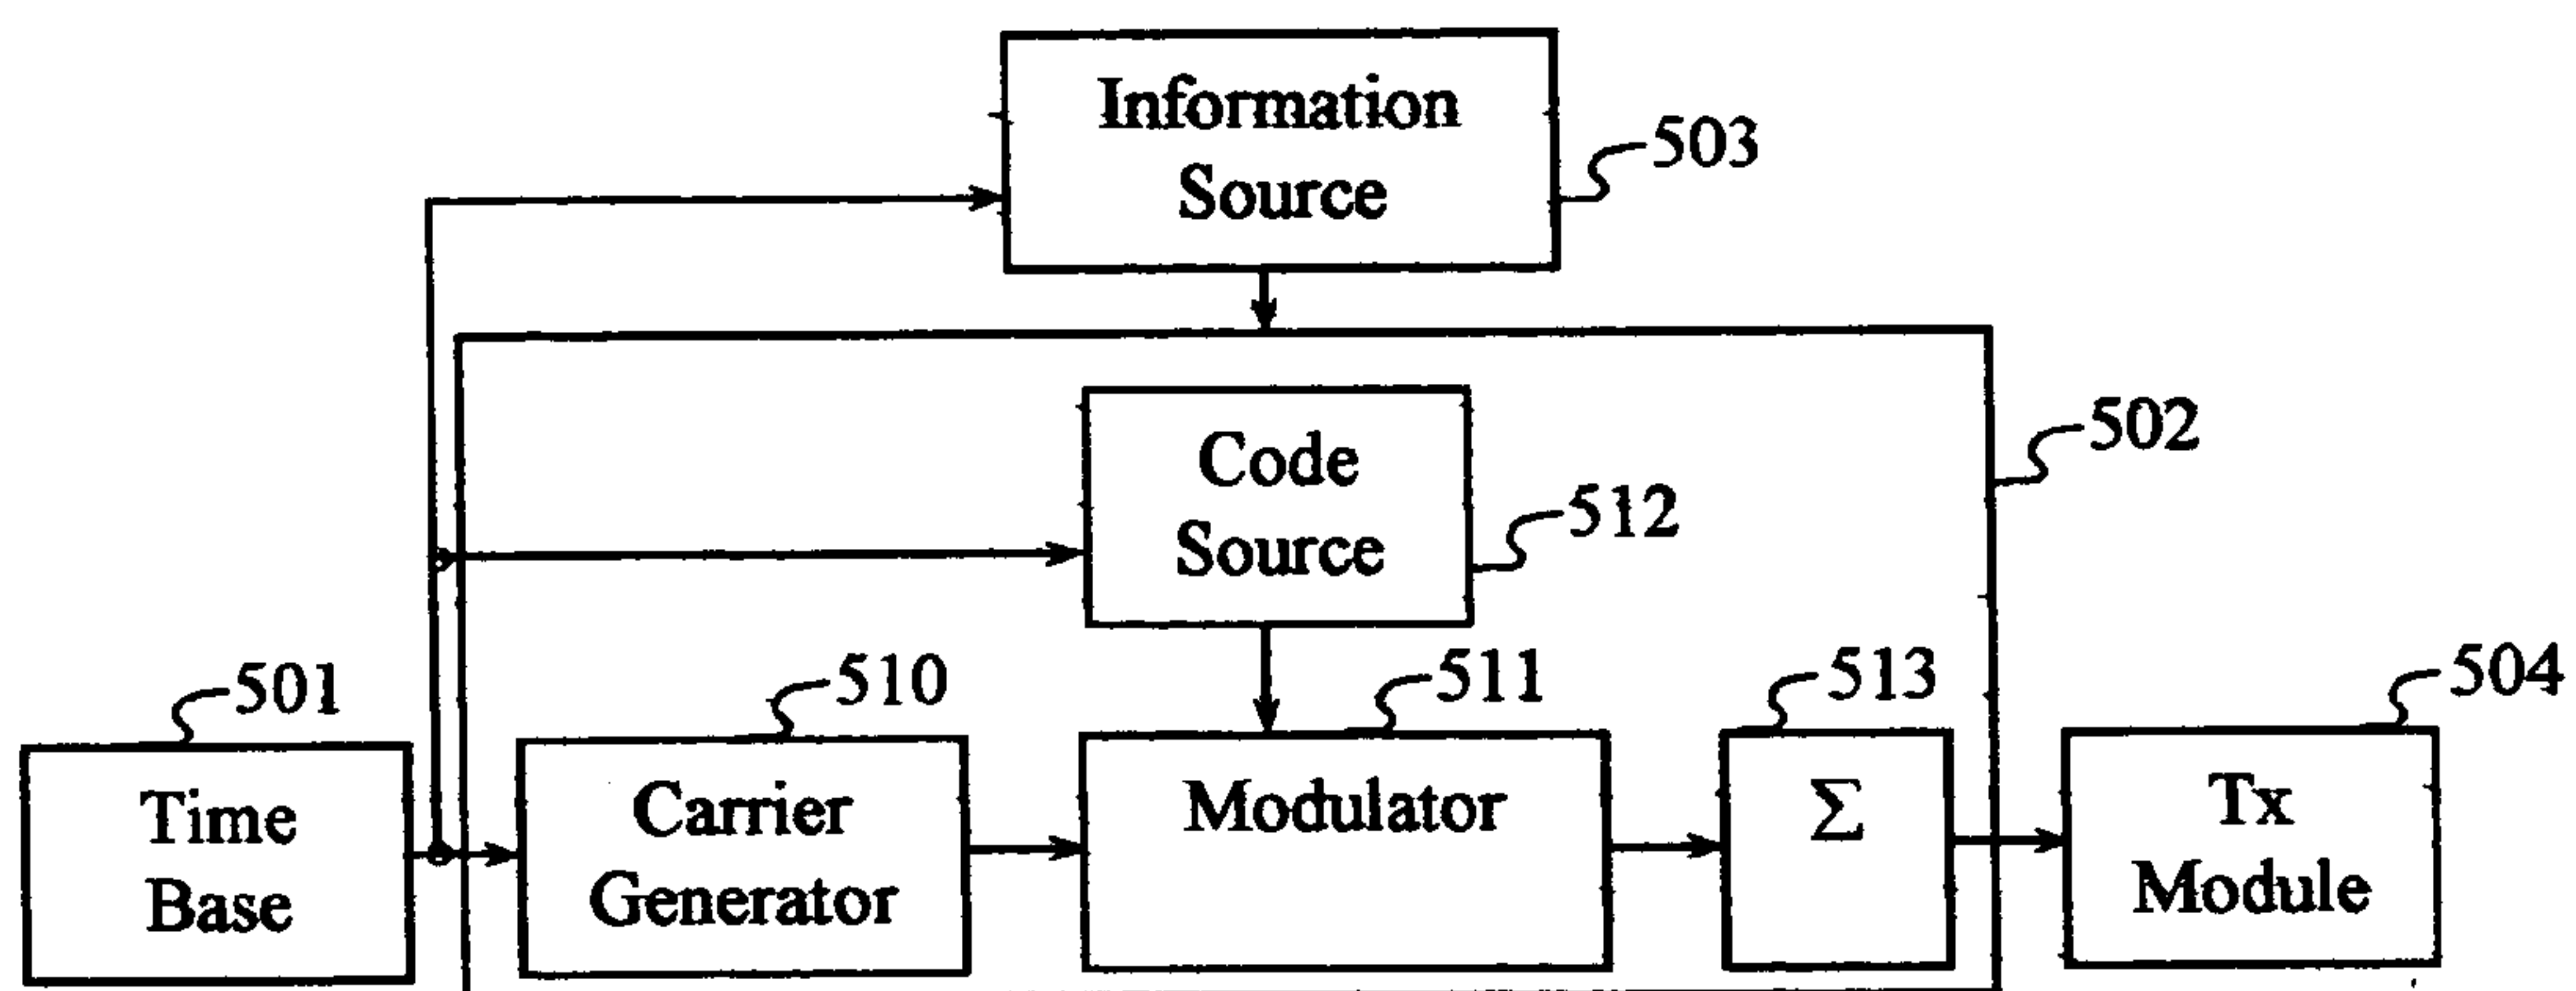 Information
Source
503
Code
Source
502
512
501
510
511
513
504
Time
Base
Carrier
Generator
Modulator
Σ
Tx
Module